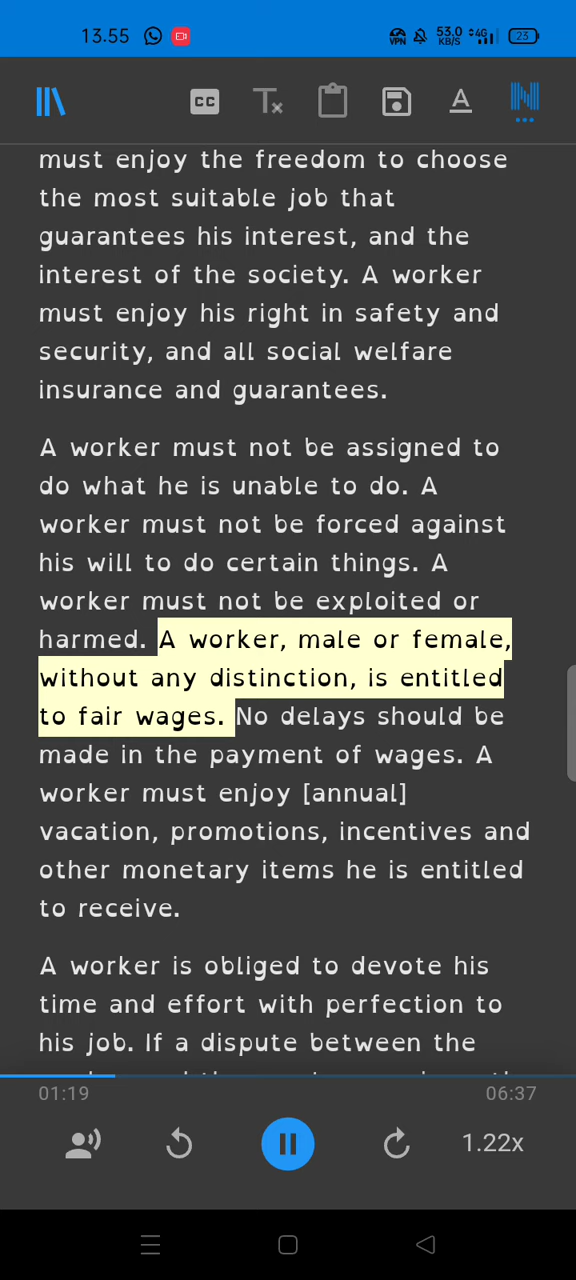 13.55
VPN 53.0 KB/S 4G 23
CC Tx A N
must enjoy the freedom to choose
the most suitable job that
guarantees his interest, and the
interest of the society. A worker
must enjoy his right in safety and
security, and all social welfare
insurance and guarantees.
A worker must not be assigned to
do what he is unable to do. A
worker must not be forced against
his will to do certain things. A
worker must not be exploited or
harmed. A worker, male or female,
without any distinction, is entitled
to fair wages. No delays should be
made in the payment of wages. A
worker must enjoy [annual]
vacation, promotions, incentives and
other monetary items he is entitled
to receive.
A worker is obliged to devote his
time and effort with perfection to
his job. If a dispute between the
01:19 06:37
1.22x